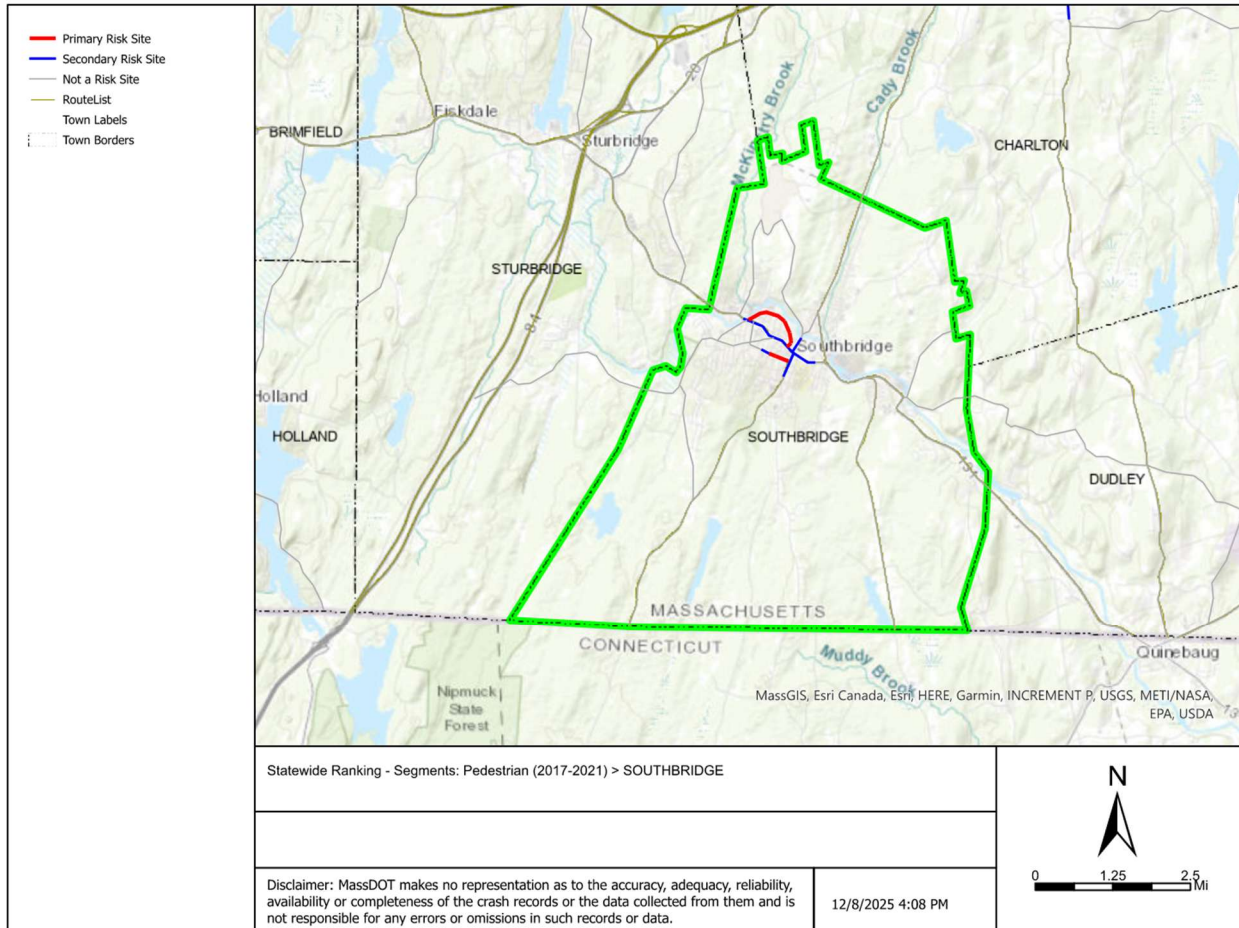 Primary Risk Site
Secondary Risk Site
Not a Risk Site
RouteList
Town Labels
Town Borders
20
McKinstry Brook
Cady Brook
Fiskdale
BRIMFIELD
Sturbridge
CHARLTON
STURBRIDGE
84
Southbridge
Holland
HOLLAND
SOUTHBRIDGE
131
DUDLEY
MASSACHUSETTS
CONNECTICUT
Muddy Brook
Quinebaug
Nipmuck
State
Forest
MassGIS, Esri Canada, Esri, HERE, Garmin, INCREMENT P, USGS, METI/NASA,
EPA, USDA
Statewide Ranking - Segments: Pedestrian (2017-2021) > SOUTHBRIDGE
N
0 1.25 2.5
Mi
Disclaimer: MassDOT makes no representation as to the accuracy, adequacy, reliability,
availability or completeness of the crash records or the data collected from them and is
not responsible for any errors or omissions in such records or data.
12/8/2025 4:08 PM